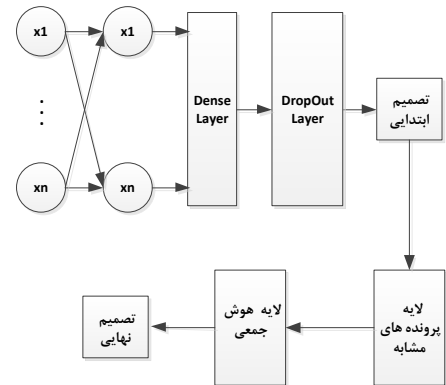 x1
x1
xn
xn
Dense
Layer
DropOut
Layer
تصمیم
ابتدایی
لایه
پرونده های
مشابه
لایه هوش
جمعی
تصمیم
نهایی